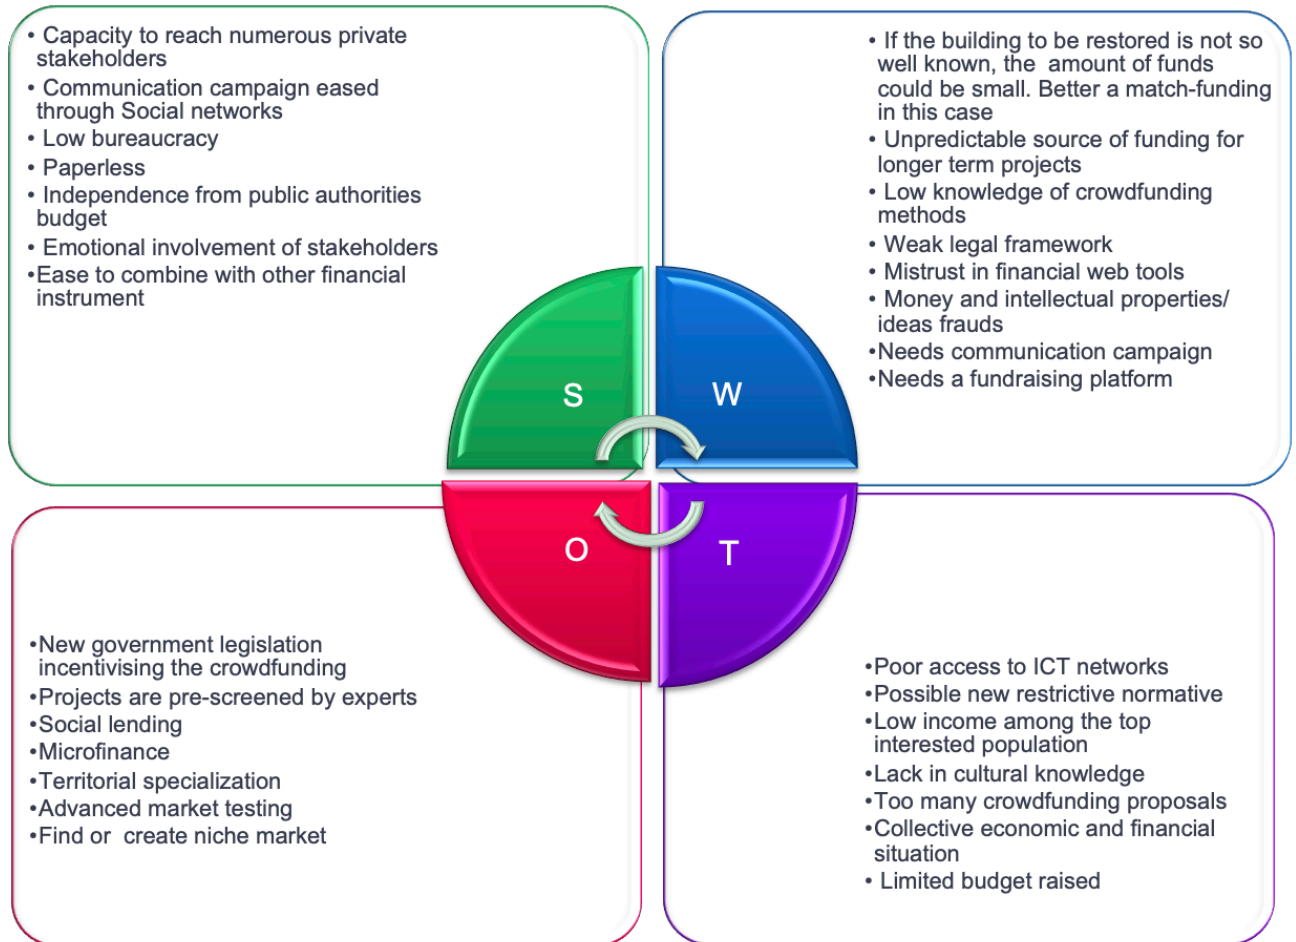 • Capacity to reach numerous private
stakeholders
• Communication campaign eased
through Social networks
• Low bureaucracy
• Paperless
• Independence from public authorities
budget
• Emotional involvement of stakeholders
•Ease to combine with other financial
instrument
• If the building to be restored is not so
well known, the amount of funds
could be small. Better a match-funding
in this case
• Unpredictable source of funding for
longer term projects
• Low knowledge of crowdfunding
methods
• Weak legal framework
• Mistrust in financial web tools
• Money and intellectual properties/
ideas frauds
•Needs communication campaign
•Needs a fundraising platform
S
W
O
T
•New government legislation
incentivising the crowdfunding
•Projects are pre-screened by experts
•Social lending
•Microfinance
•Territorial specialization
•Advanced market testing
•Find or create niche market
•Poor access to ICT networks
•Possible new restrictive normative
•Low income among the top
interested population
•Lack in cultural knowledge
•Too many crowdfunding proposals
•Collective economic and financial
situation
• Limited budget raised